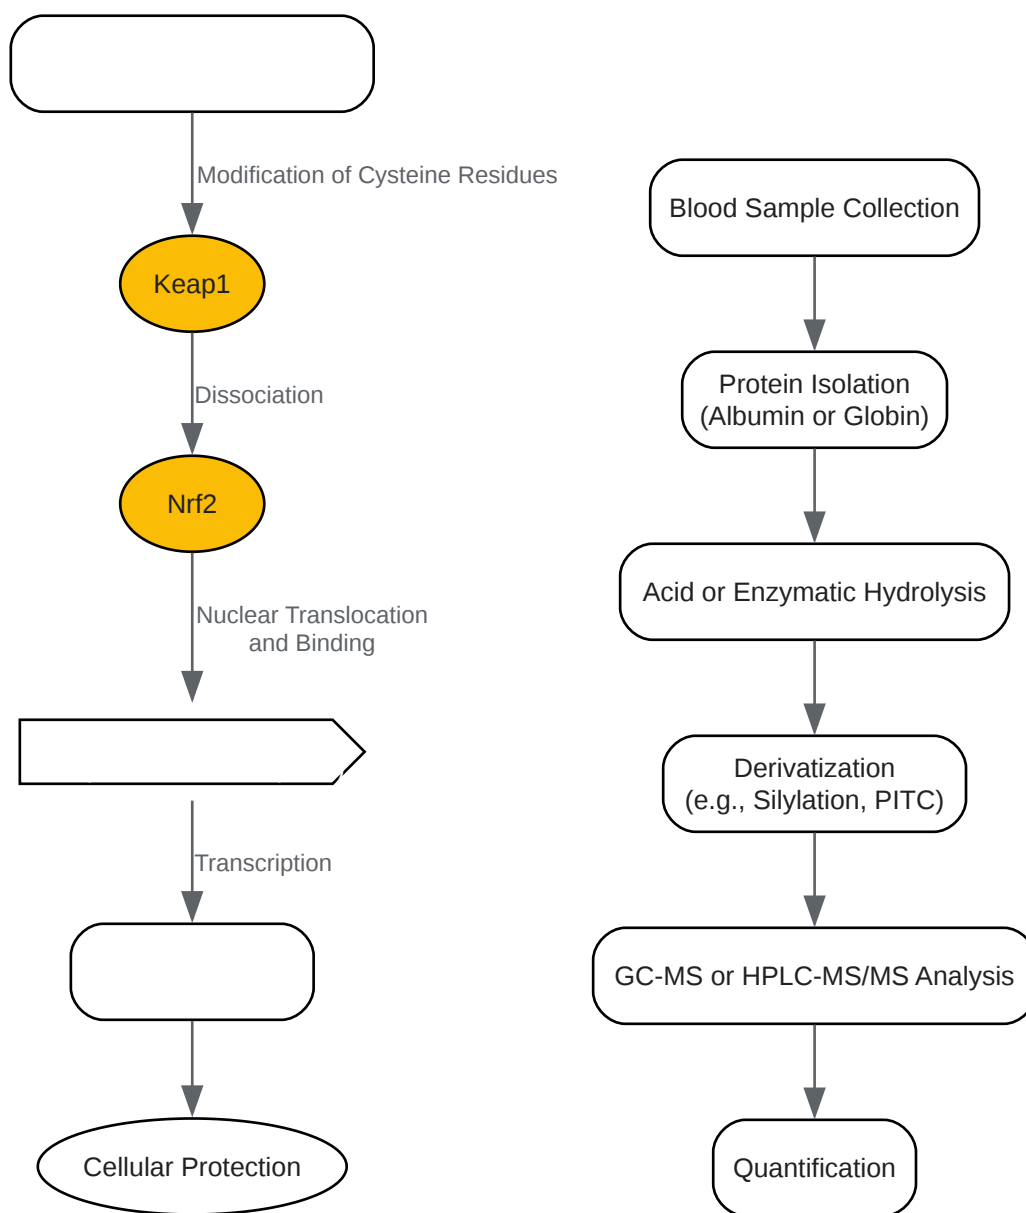 Modification of Cysteine Residues
Keap1
Dissociation
Nrf2
Nuclear Translocation
and Binding
Transcription
Cellular Protection
Blood Sample Collection
Protein Isolation
(Albumin or Globin)
Acid or Enzymatic Hydrolysis
Derivatization
(e.g., Silylation, PITC)
GC-MS or HPLC-MS/MS Analysis
Quantification